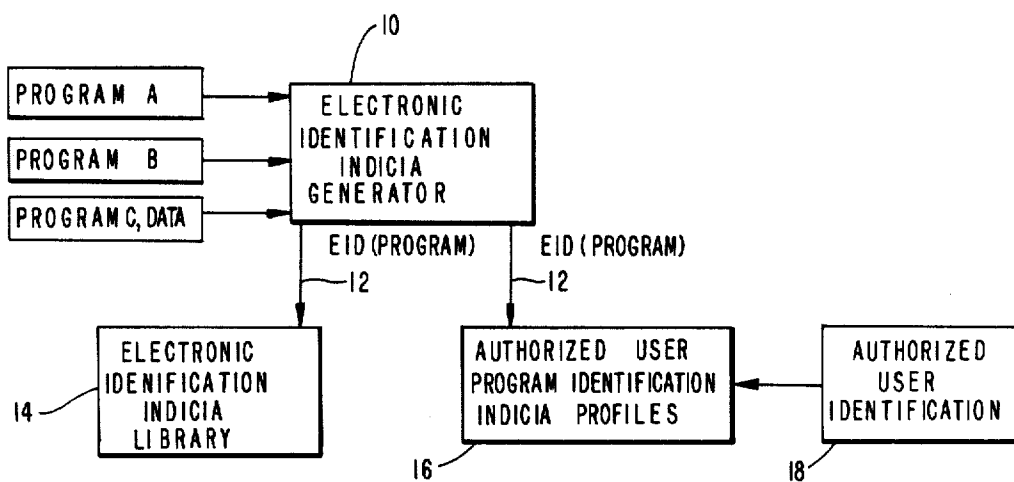 10
PROGRAM A
ELECTRONIC
IDENTIFICATION
INDICIA
GENERATOR
PROGRAM B
PROGRAM C, DATA
EID (PROGRAM)
EID (PROGRAM)
12
12
ELECTRONIC
IDENIFICATION
INDICIA
LIBRARY
14
AUTHORIZED USER
PROGRAM IDENTIFICATION
INDICIA PROFILES
16
AUTHORIZED
USER
IDENTIFICATION
18